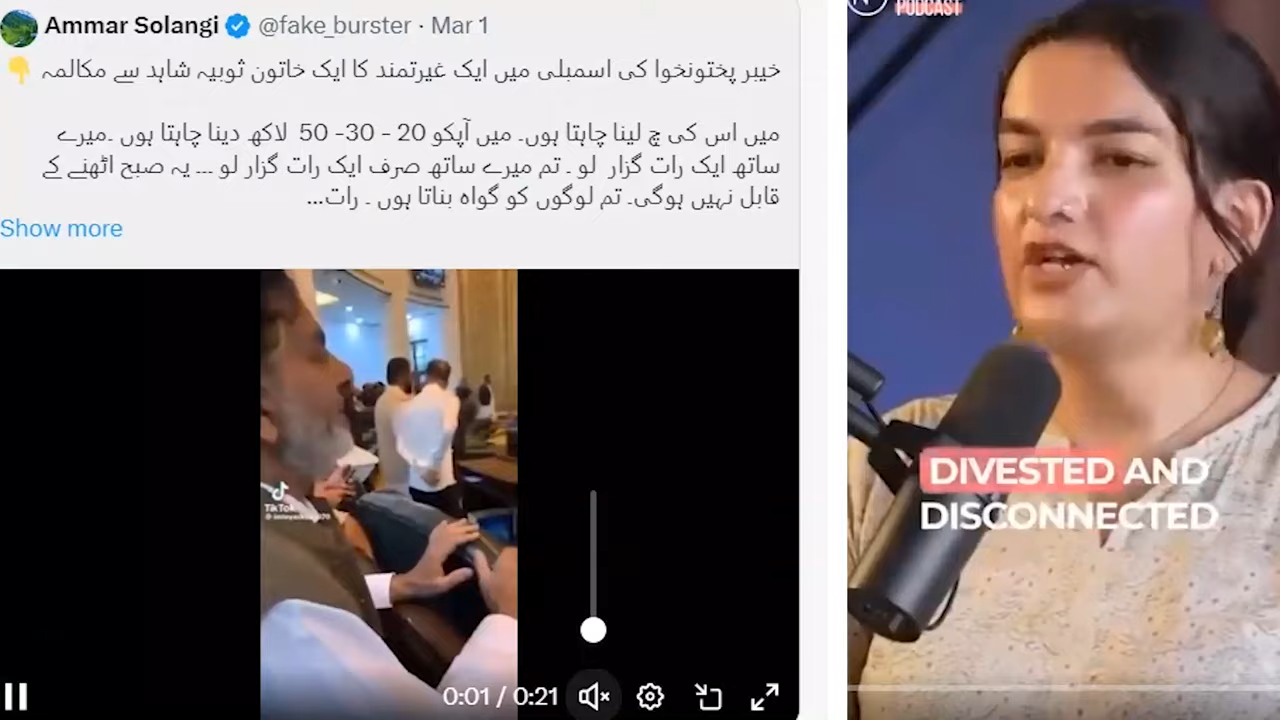 Ammar Solangi @fake_burster · Mar 1
خیبر پختونخوا کی اسمبلی میں ایک غیرتمند کا ایک خاتون ثوبیہ شاہد سے مکالمہ 👇
میں اس کی چ لینا چاہتا ہوں۔ میں آپکو 20 - 30- 50 لاکھ دینا چاہتا ہوں ۔میرے
ساتھ ایک رات گزار لو ۔ تم میرے ساتھ صرف ایک رات گزار لو ... یہ صبح اٹھنے کے
قابل نہیں ہوگی۔ تم لوگوں کو گواہ بناتا ہوں ۔ رات...
Show more
TikTok
0:01 / 0:21
PODCAST
DIVESTED AND
DISCONNECTED